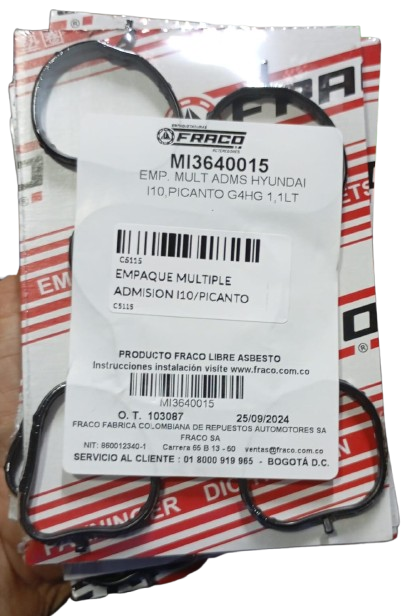 FRA
EMPAQUETADURAS
FRACO
MI3640015
EMP. MULT ADMS HYUNDAI
I10,PICANTO G4HG 1,1LT
C5115
EMPAQUE MULTIPLE
ADMISION I10/PICANTO
C5115
PRODUCTO FRACO LIBRE ASBESTO
Instrucciones instalación visite www.fraco.com.co
MI3640015
O. T. 103087 25/09/2024
FRACO FABRICA COLOMBIANA DE REPUESTOS AUTOMOTORES SA
FRACO SA
NIT: 860012340-1 Carrera 65 B 13 - 60 ventas@fraco.com.co
SERVICIO AL CLIENTE : 01 8000 919 965 - BOGOTÁ D.C.